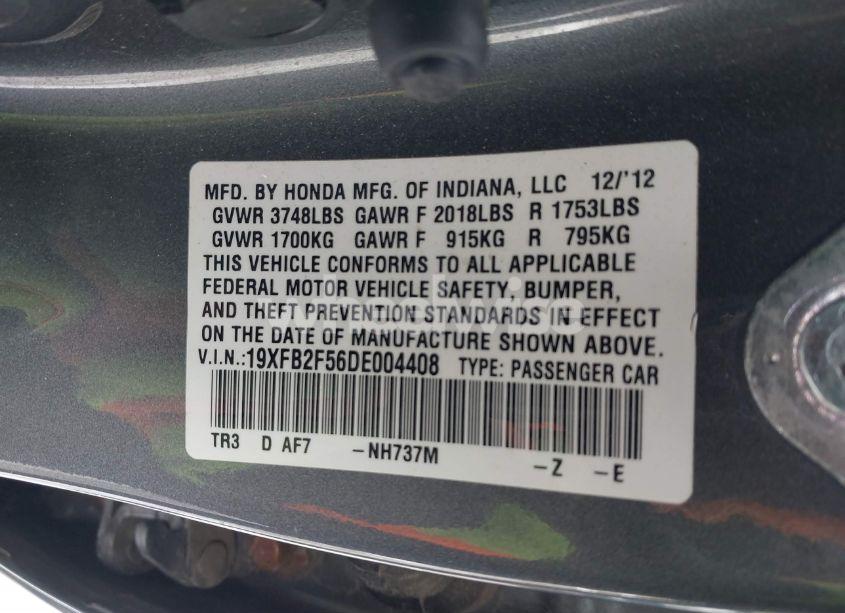 MFD. BY HONDA MFG. OF INDIANA, LLC 12/'12
GVWR 3748LBS GAWR F 2018LBS R 1753LBS
GVWR 1700KG GAWR F 915KG R 795KG
THIS VEHICLE CONFORMS TO ALL APPLICABLE
FEDERAL MOTOR VEHICLE SAFETY, BUMPER,
AND THEFT PREVENTION STANDARDS IN EFFECT
ON THE DATE OF MANUFACTURE SHOWN ABOVE.
V.I.N.:19XFB2F56DE004408 TYPE: PASSENGER CAR
TR3 D AF7 -NH737M -Z -E